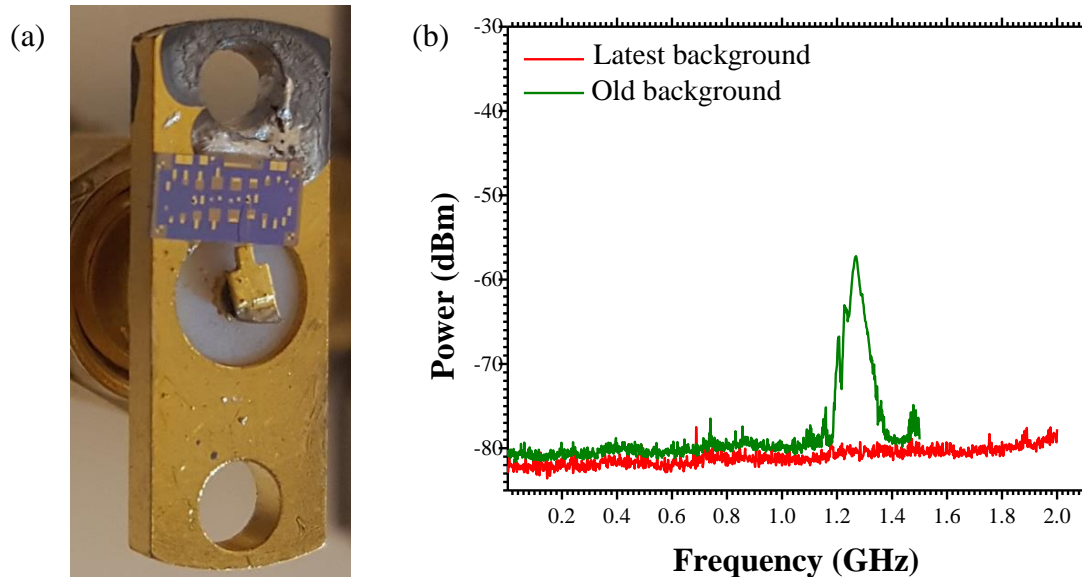 (a)
(b)
-30
Latest background
Old background
-40
-50
-60
-70
-80
Power (dBm)
0.2 0.4 0.6 0.8 1.0 1.2 1.4 1.6 1.8 2.0
Frequency (GHz)